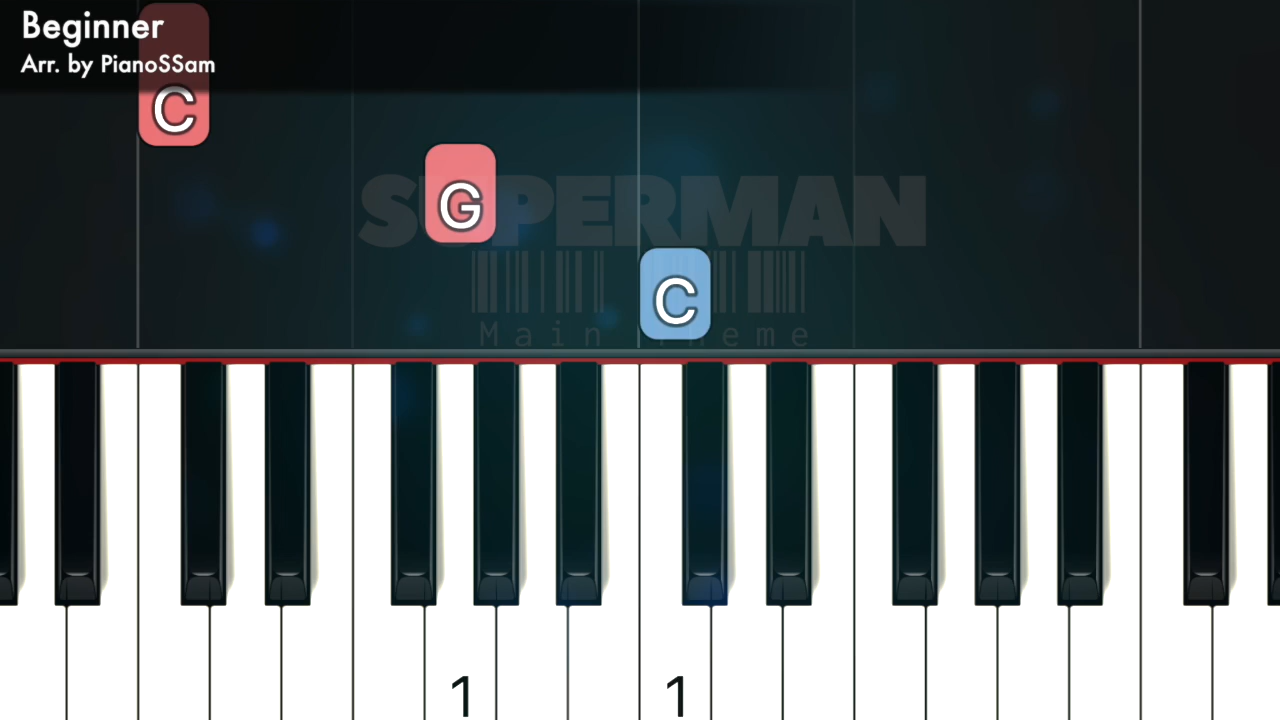 Beginner
Arr. by PianoSSam
C
G
SUPERMAN
C
Main Theme
1 1